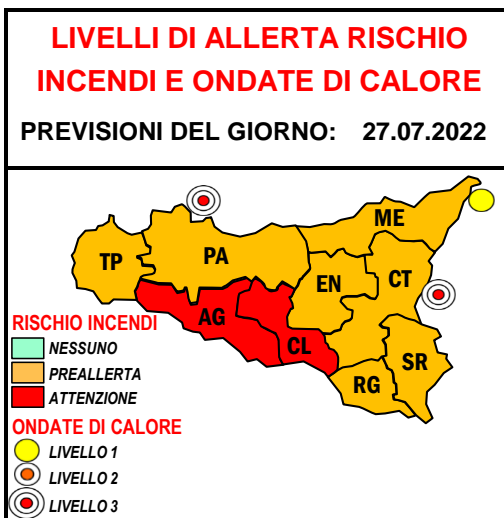 LIVELLI DI ALLERTA RISCHIO
INCENDI E ONDATE DI CALORE
PREVISIONI DEL GIORNO: 27.07.2022
ME
TP
PA
EN
CT
AG
CL
SR
RG
RISCHIO INCENDI
NESSUNO
PREALLERTA
ATTENZIONE
ONDATE DI CALORE
LIVELLO 1
LIVELLO 2
LIVELLO 3